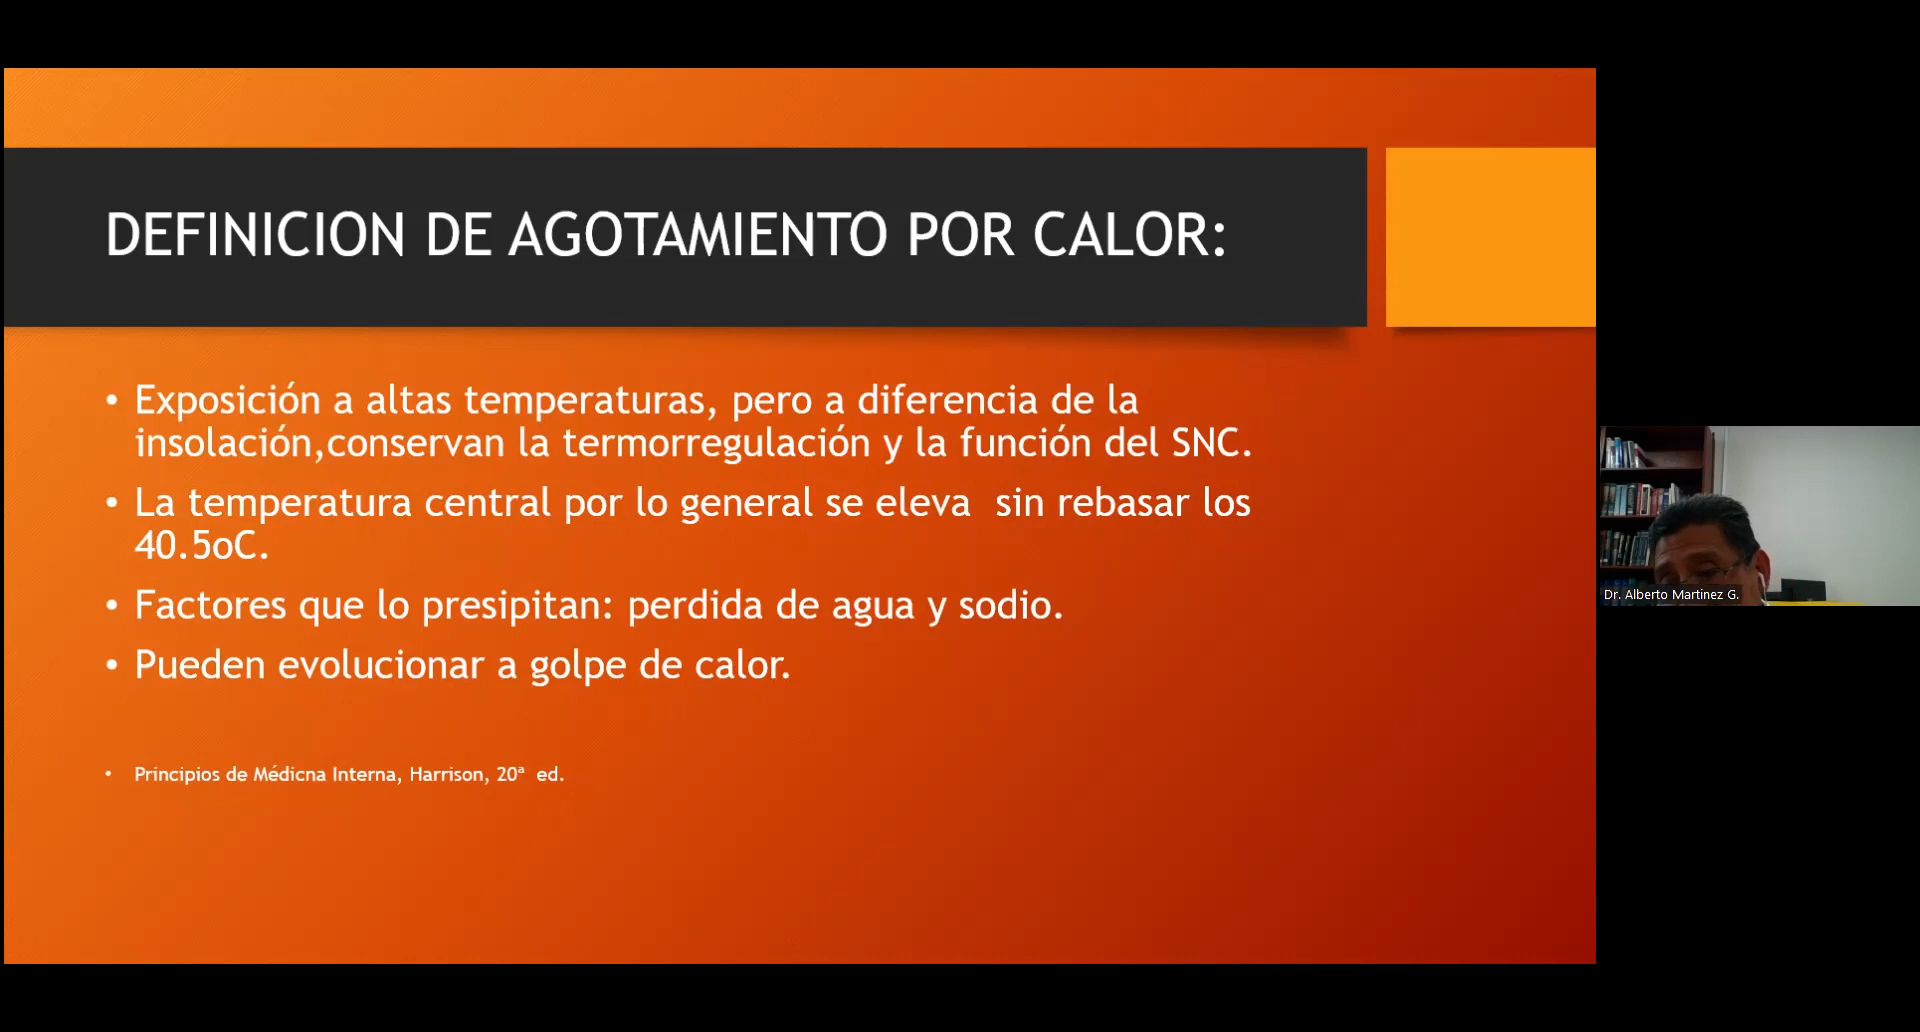 DEFINICION DE AGOTAMIENTO POR CALOR:
• Exposición a altas temperaturas, pero a diferencia de la
insolación,conservan la termorregulación y la función del SNC.
• La temperatura central por lo general se eleva  sin rebasar los
40.5oC.
• Factores que lo presipitan: perdida de agua y sodio.
• Pueden evolucionar a golpe de calor.
• Principios de Médicna Interna, Harrison, 20ª  ed.
Dr. Alberto Martinez G.